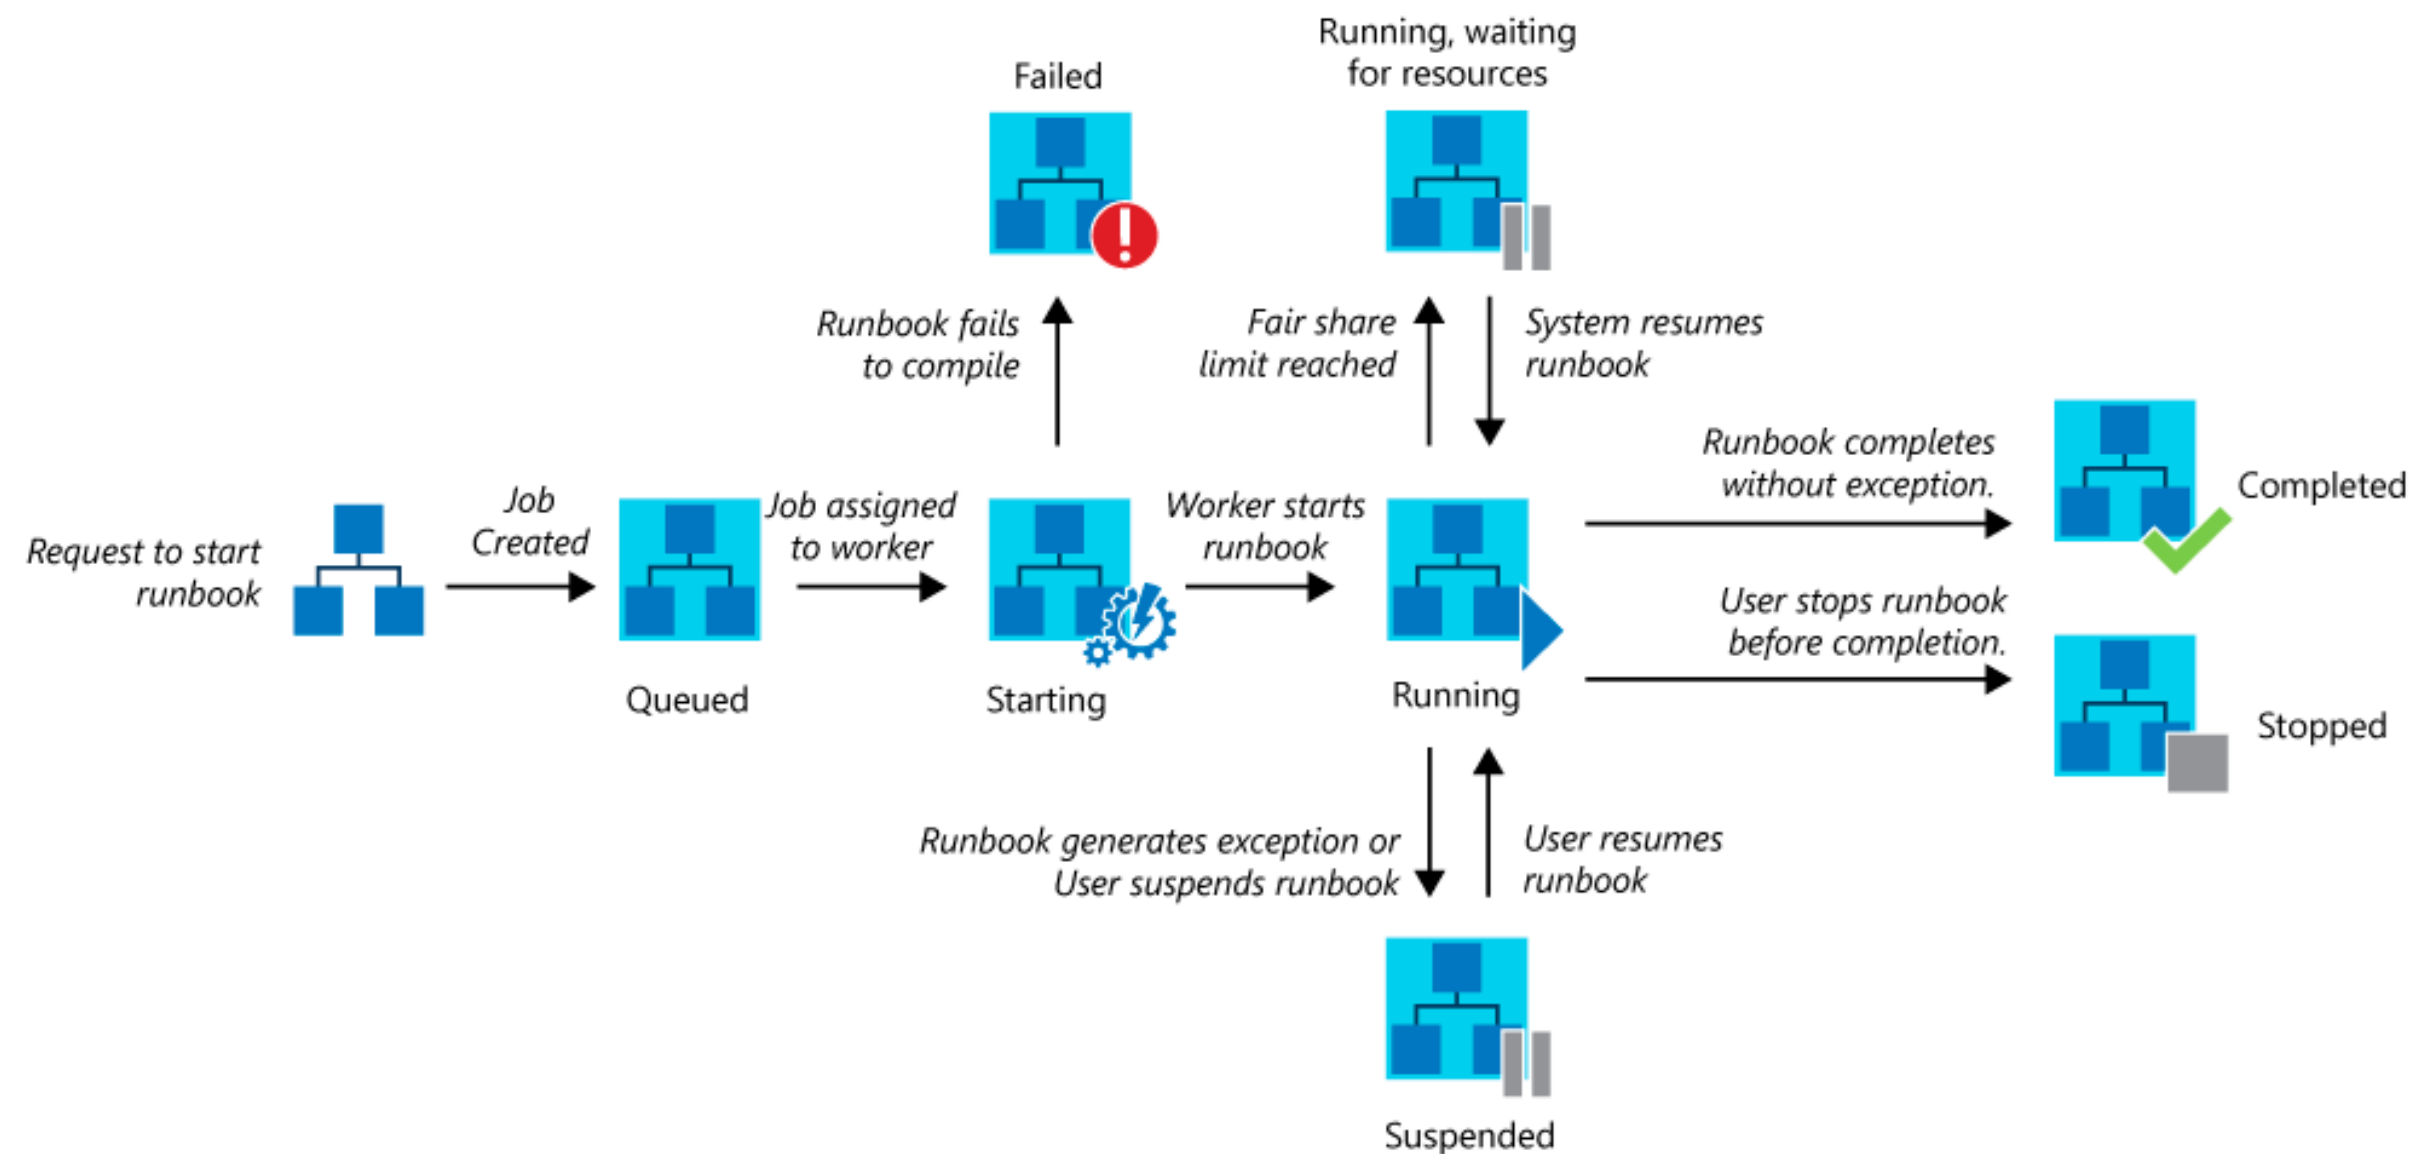 Running, waiting
for resources
Failed
Runbook fails
to compile
Fair share
limit reached
System resumes
runbook
Request to start
runbook
Job
Created
Queued
Job assigned
to worker
Starting
Worker starts
runbook
Running
Runbook completes
without exception.
Completed
User stops runbook
before completion.
Stopped
Runbook generates exception or
User suspends runbook
User resumes
runbook
Suspended